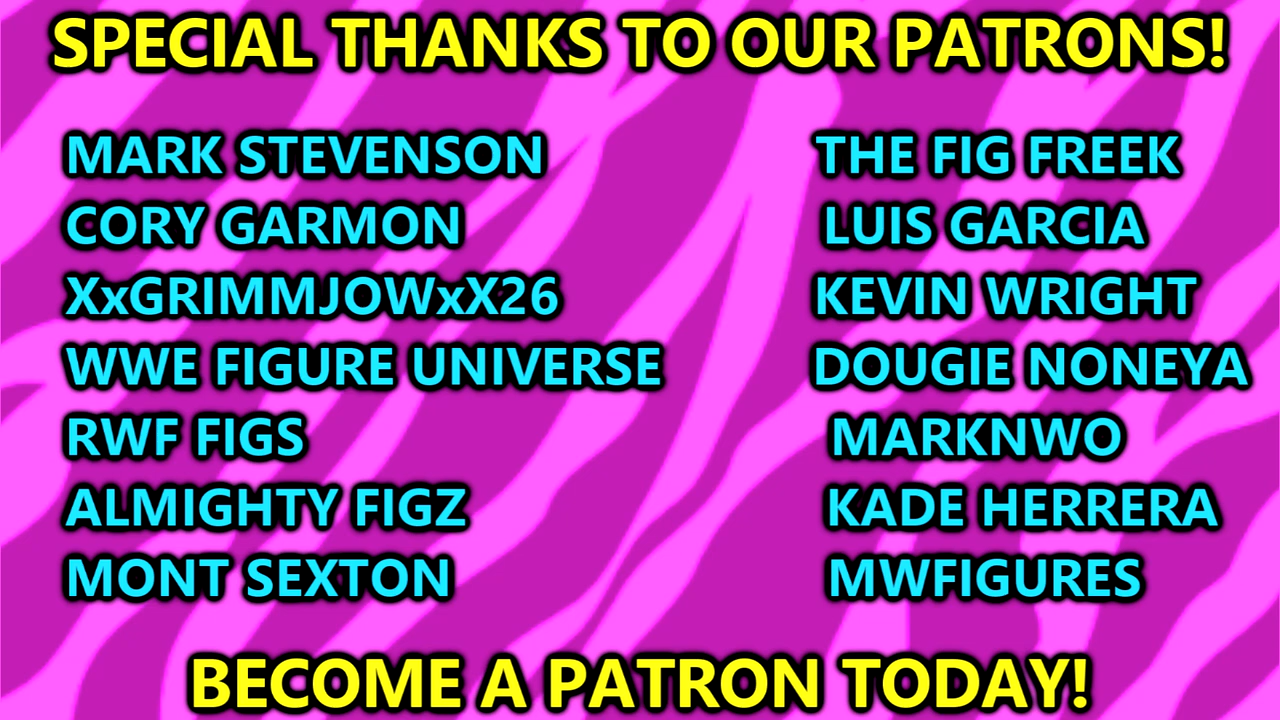 SPECIAL THANKS TO OUR PATRONS!
MARK STEVENSON
CORY GARMON
XxGRIMMJOWxX26
WWE FIGURE UNIVERSE
RWF FIGS
ALMIGHTY FIGZ
MONT SEXTON
THE FIG FREEK
LUIS GARCIA
KEVIN WRIGHT
DOUGIE NONEYA
MARKNWO
KADE HERRERA
MWFIGURES
BECOME A PATRON TODAY!